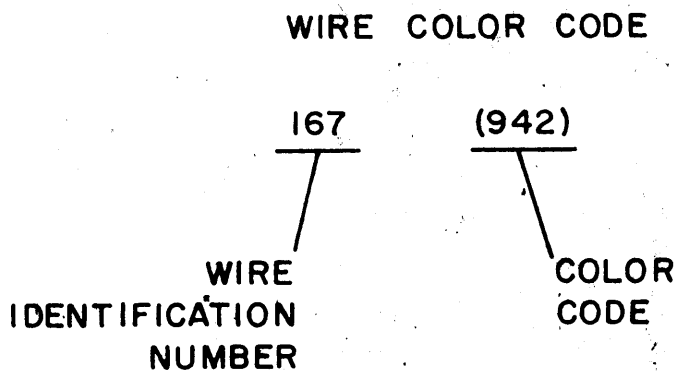 WIRE COLOR CODE
167 (942)
WIRE IDENTIFICATION NUMBER
COLOR CODE